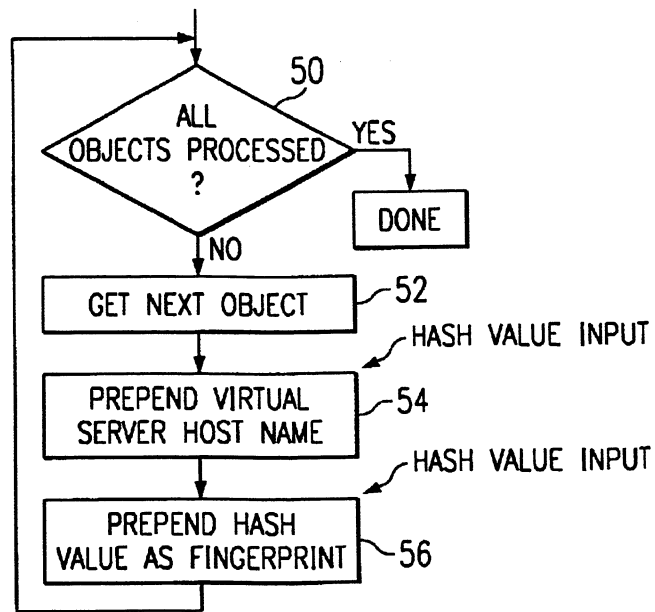 50
ALL
OBJECTS PROCESSED
?
YES
DONE
NO
GET NEXT OBJECT
52
HASH VALUE INPUT
PREPEND VIRTUAL
SERVER HOST NAME
54
HASH VALUE INPUT
PREPEND HASH
VALUE AS FINGERPRINT
56